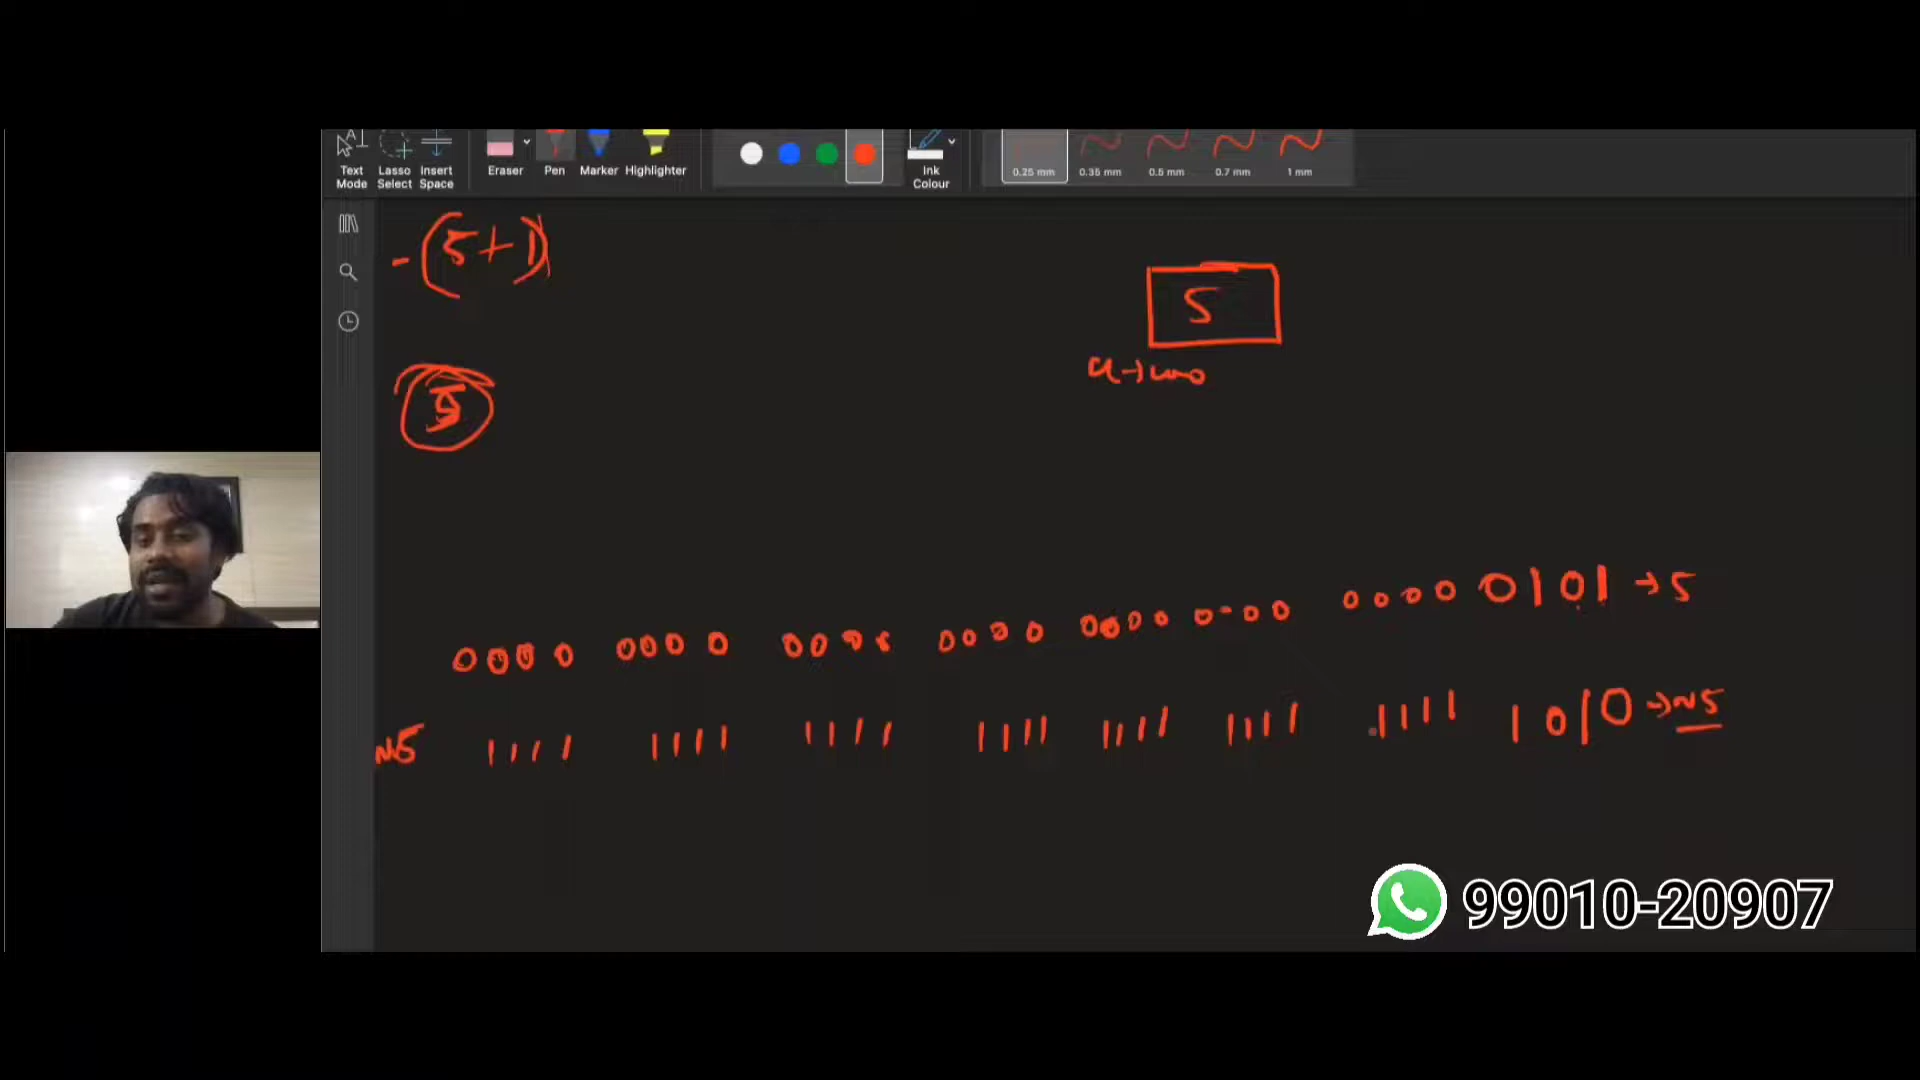 Text Mode
Lasso Select
Insert Space
Eraser
Pen
Marker
Highlighter
Ink Colour
0.25 mm
0.35 mm
0.5 mm
0.7 mm
1 mm
-(5+1)
5
0000 0000 0000 0000 0000 0000 0000 0101 → 5
~5 1111 1111 1111 1111 1111 1111 1111 1010 → ~5
99010-20907